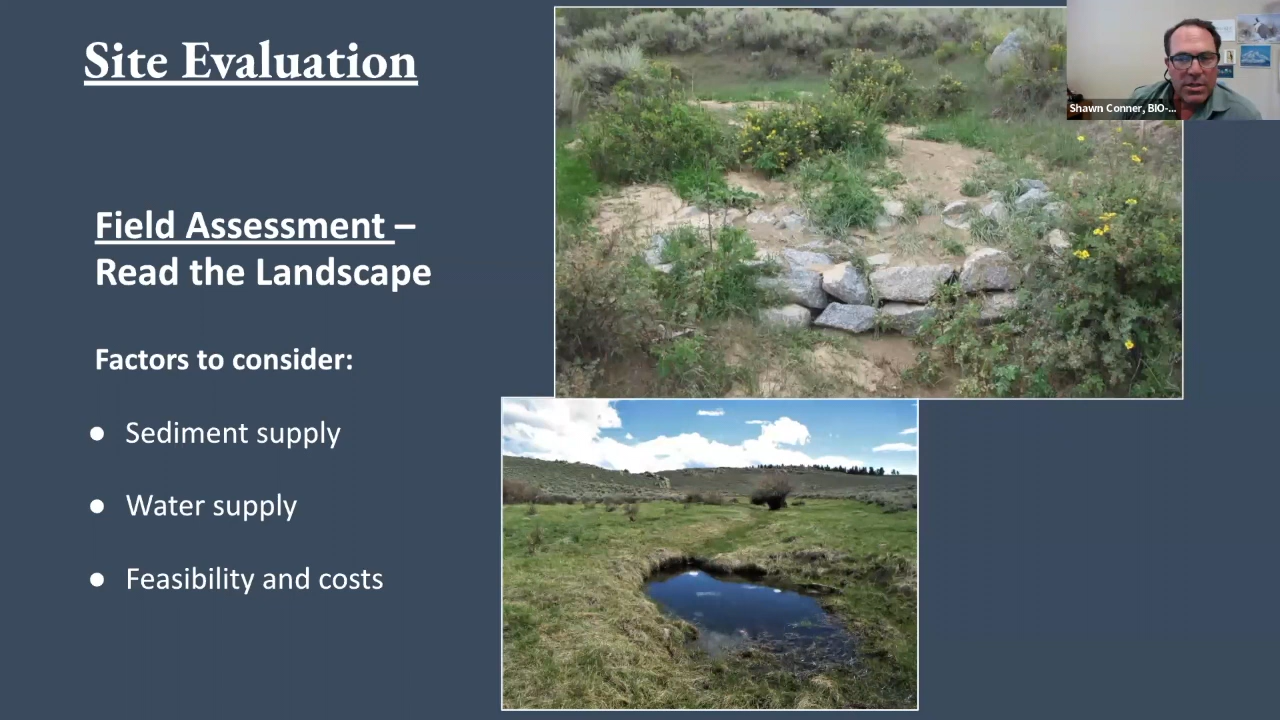 Site Evaluation
Field Assessment –
Read the Landscape
Factors to consider:
● Sediment supply
● Water supply
● Feasibility and costs
Shawn Conner, BIO-...